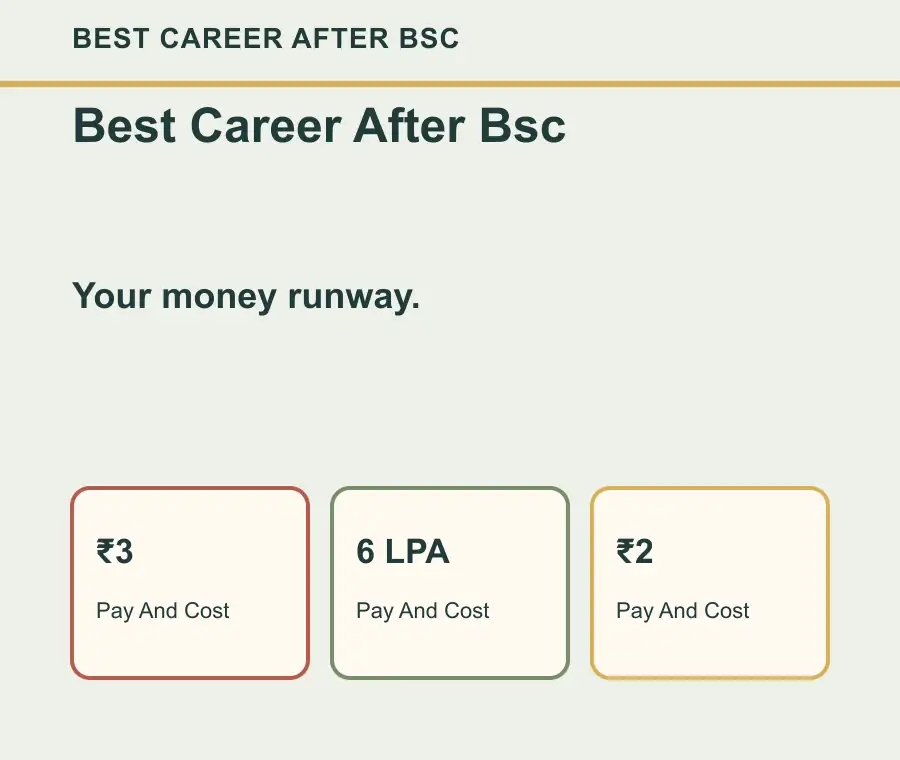 BEST CAREER AFTER BSC
Best Career After Bsc
Your money runway.
₹3
Pay And Cost
6 LPA
Pay And Cost
₹2
Pay And Cost